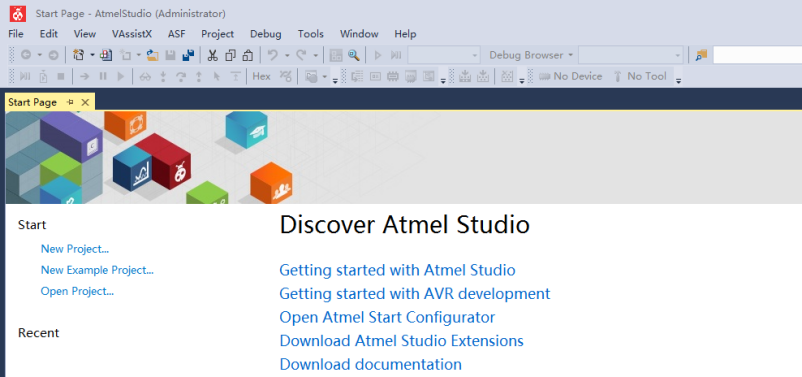 Start Page - AtmelStudio (Administrator)
File Edit View VAssistX ASF Project Debug Tools Window Help
Debug Browser
Hex No Device No Tool
Start Page
Discover Atmel Studio
Start
New Project...
New Example Project...
Open Project...
Recent
Getting started with Atmel Studio
Getting started with AVR development
Open Atmel Start Configurator
Download Atmel Studio Extensions
Download documentation